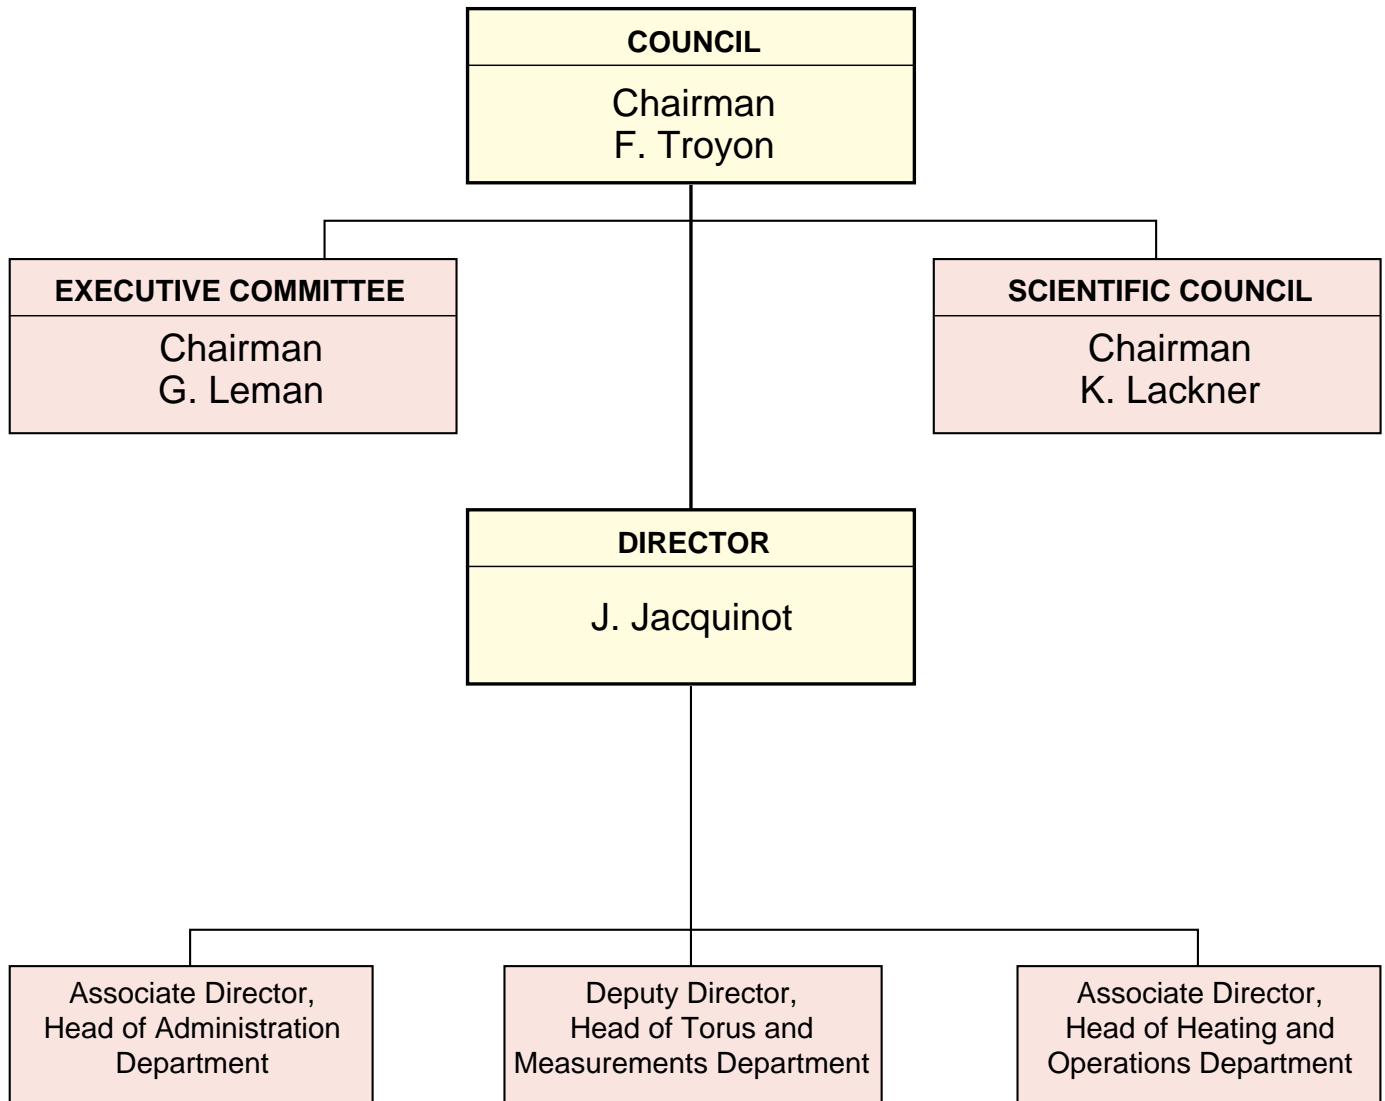 COUNCIL
Chairman
F. Troyon
EXECUTIVE COMMITTEE
Chairman
G. Leman
SCIENTIFIC COUNCIL
Chairman
K. Lackner
DIRECTOR
J. Jacquinot
Associate Director,
Head of Administration
Department
Deputy Director,
Head of Torus and
Measurements Department
Associate Director,
Head of Heating and
Operations Department